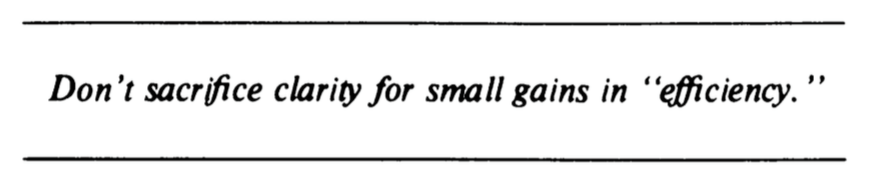 Don't sacrifice clarity for small gains in "efficiency."